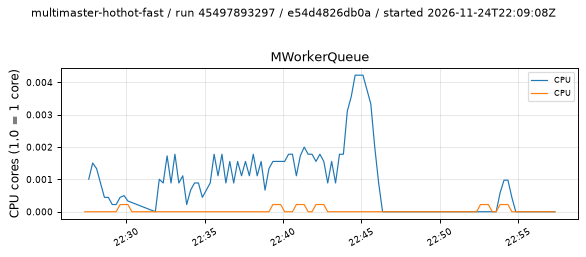 multimaster-hothot-fast / run 45497893297 / e54d4826db0a / started 2026-11-24T22:09:08Z
MWorkerQueue
CPU cores (1.0 = 1 core)
0.004
0.003
0.002
0.001
0.000
CPU
CPU
22:30
22:35
22:40
22:45
22:50
22:55